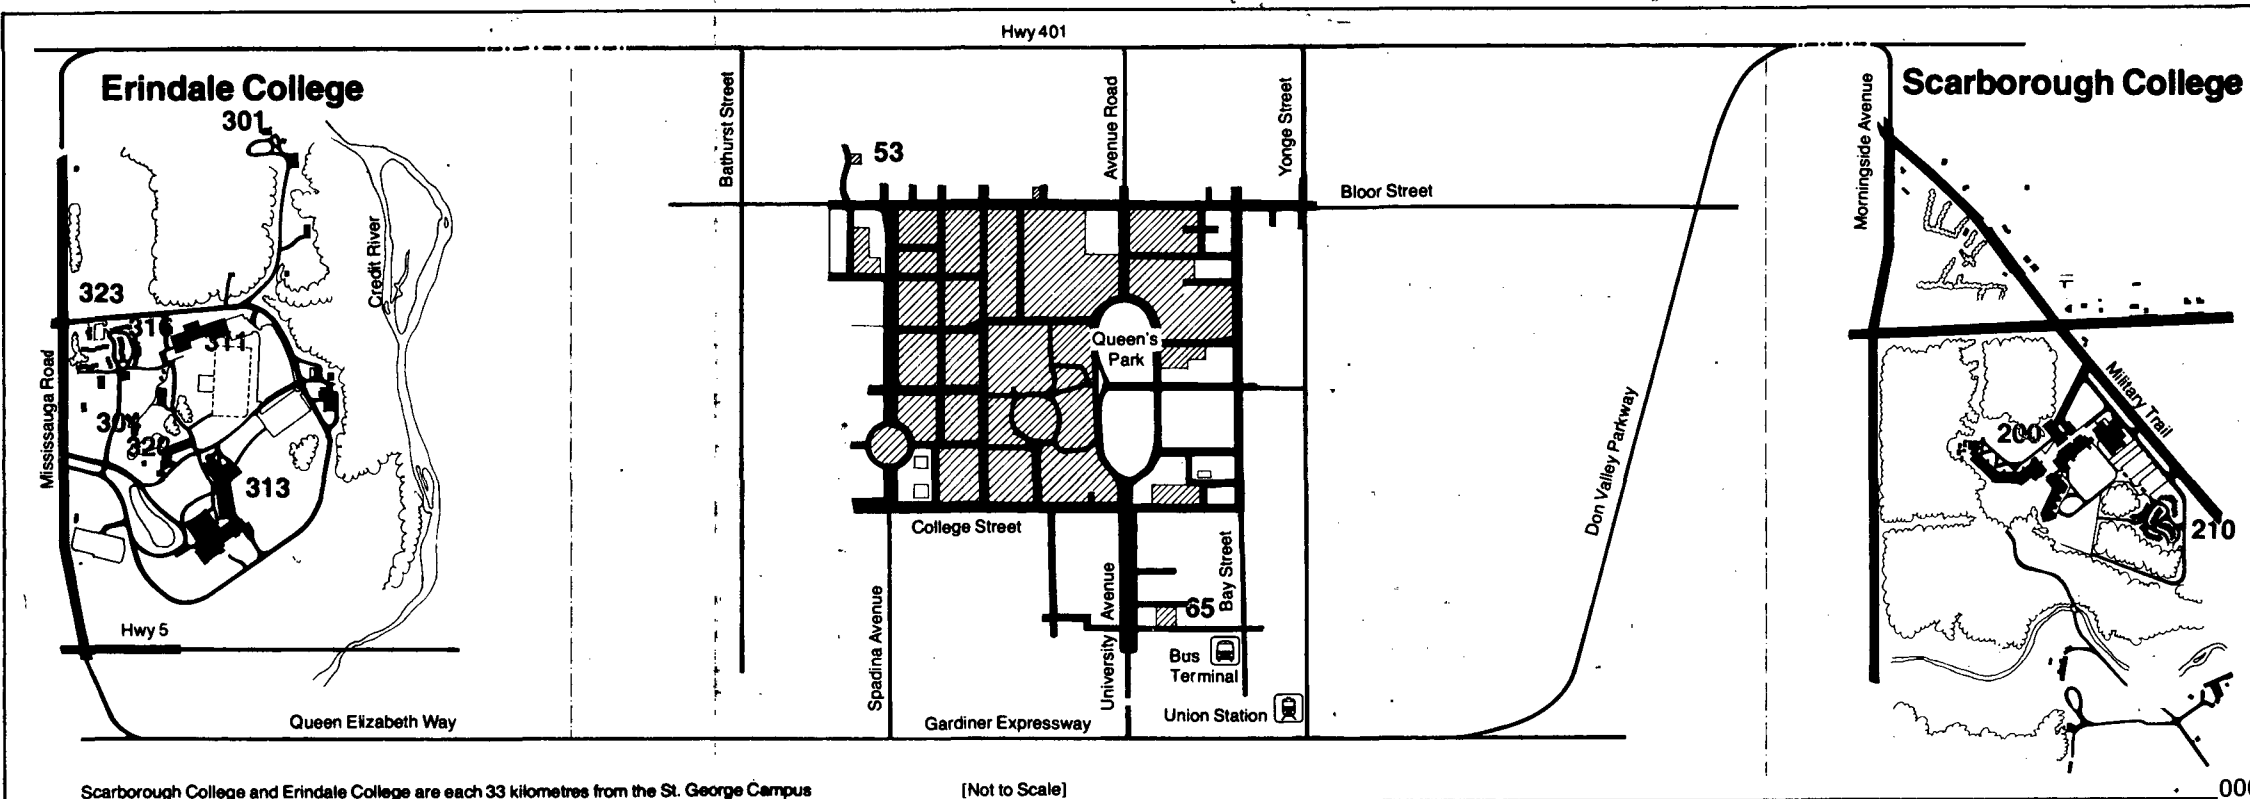 Hwy 401
Erindale College
301
Bathurst Street
53
Avenue Road
Yonge Street
Bloor Street
Morningside Avenue
Scarborough College
Credit River
323
316
311
Mississauga Road
304
320
313
Queen's
Park
Don Valley Parkway
Military Trail
200
210
College Street
Spadina Avenue
University Avenue
Bay Street
65
Hwy 5
Bus
Terminal
Union Station
Queen Elizabeth Way
Gardiner Expressway
Scarborough College and Erindale College are each 33 kilometres from the St. George Campus
[Not to Scale]